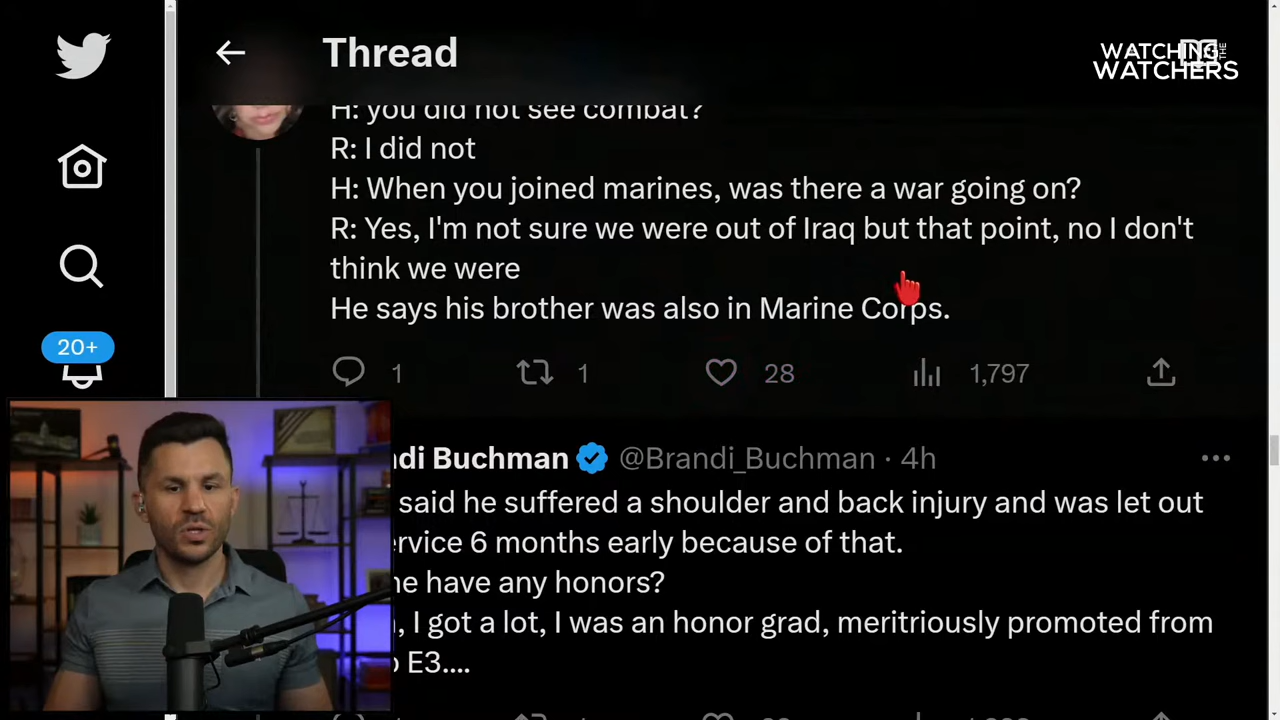 Thread
WATCHING THE
WATCHERS
H: you did not see combat?
R: I did not
H: When you joined marines, was there a war going on?
R: Yes, I'm not sure we were out of Iraq but that point, no I don't
think we were
He says his brother was also in Marine Corps.
1
1
28
1,797
20+
di Buchman @Brandi_Buchman · 4h
said he suffered a shoulder and back injury and was let out
ervice 6 months early because of that.
he have any honors?
, I got a lot, I was an honor grad, meritriously promoted from
E3....